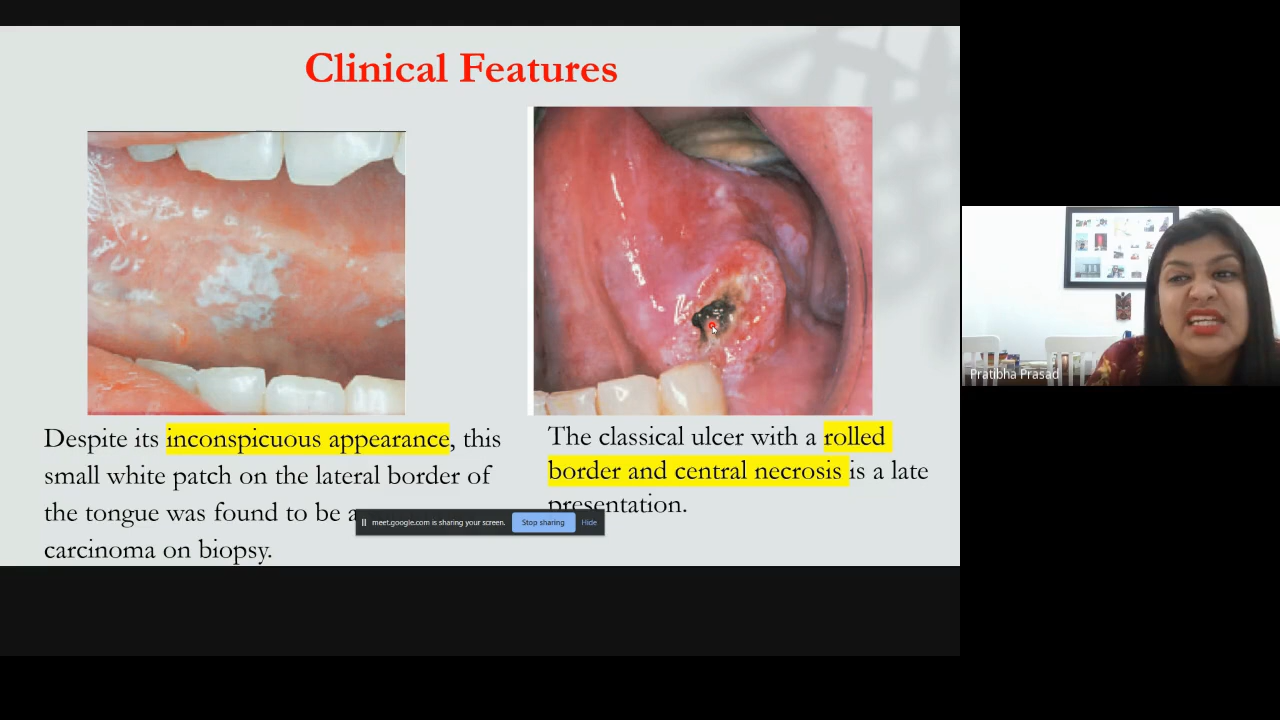 Clinical Features
Despite its inconspicuous appearance, this
small white patch on the lateral border of
the tongue was found to be a
carcinoma on biopsy.
The classical ulcer with a rolled
border and central necrosis is a late
presentation.
meet.google.com is sharing your screen. Stop sharing Hide
Pratibha Prasad